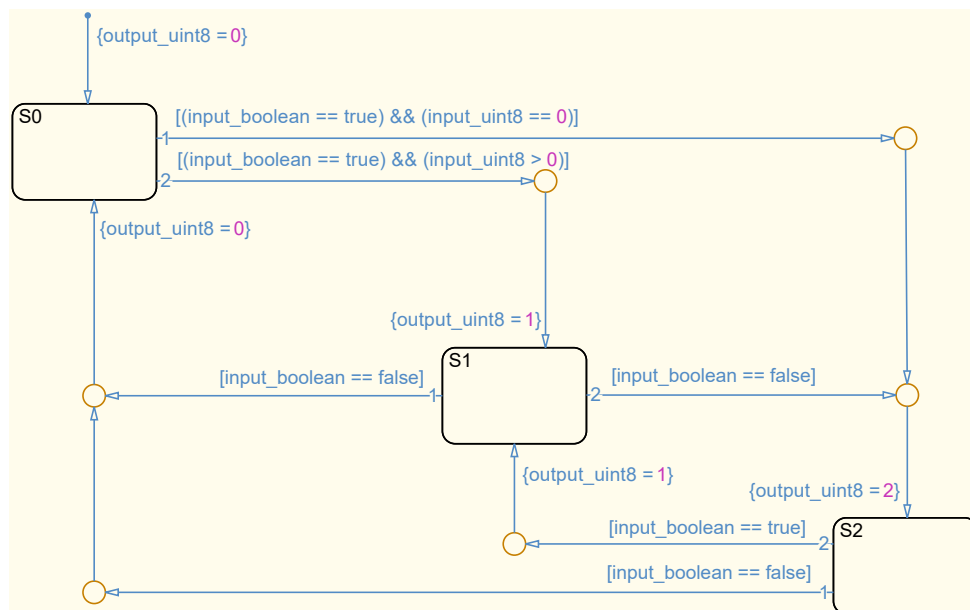 {output_uint8 = 0}
S0
[(input_boolean == true) && (input_uint8 == 0)]
1
[(input_boolean == true) && (input_uint8 > 0)]
2
{output_uint8 = 0}
{output_uint8 = 1}
S1
[input_boolean == false]
1
[input_boolean == false]
2
{output_uint8 = 1}
{output_uint8 = 2}
S2
[input_boolean == true]
2
[input_boolean == false]
1